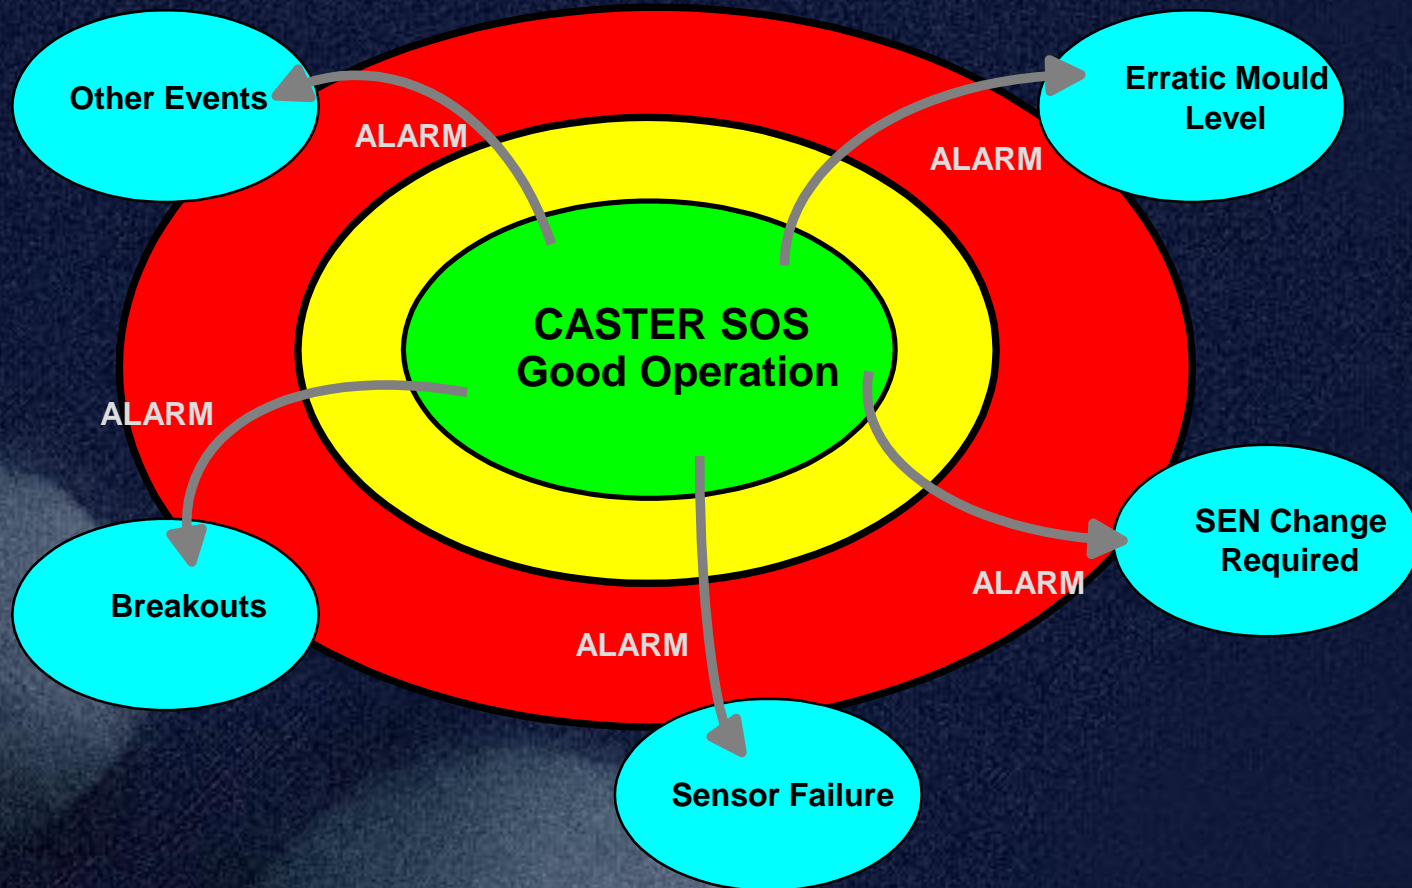 Other Events
Erratic Mould
Level
ALARM
ALARM
CASTER SOS
Good Operation
ALARM
SEN Change
Required
Breakouts
ALARM
ALARM
Sensor Failure